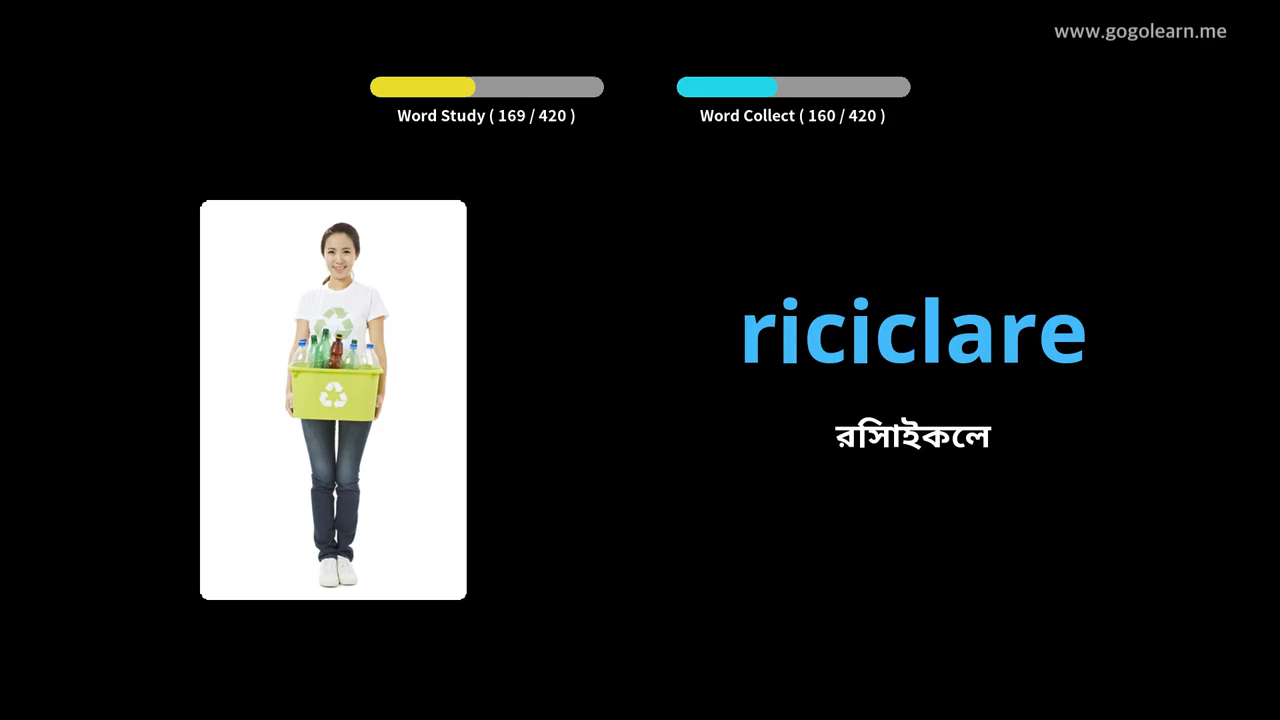 www.gogolearn.me
Word Study ( 169 / 420 )
Word Collect ( 160 / 420 )
riciclare
রিসাইকেল